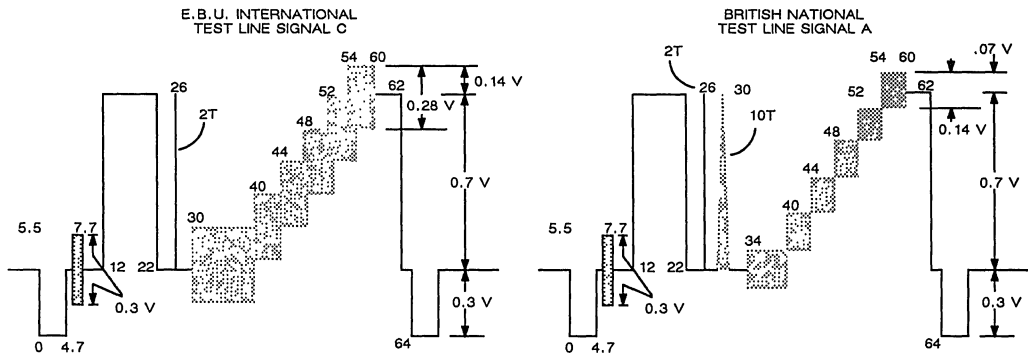 E.B.U. INTERNATIONAL
TEST LINE SIGNAL C
54 60
26
0.14 V
52
0.28 V
62
2T
48
44
40
0.7 V
30
5.5
7.7
12
22
0.3 V
0.3 V
64
0 4.7
BRITISH NATIONAL
TEST LINE SIGNAL A
2T
54 60
.07 V
26
30
62
52
10T
0.14 V
48
44
0.7 V
40
5.5
7.7
34
12
22
0.3 V
0.3 V
64
0 4.7